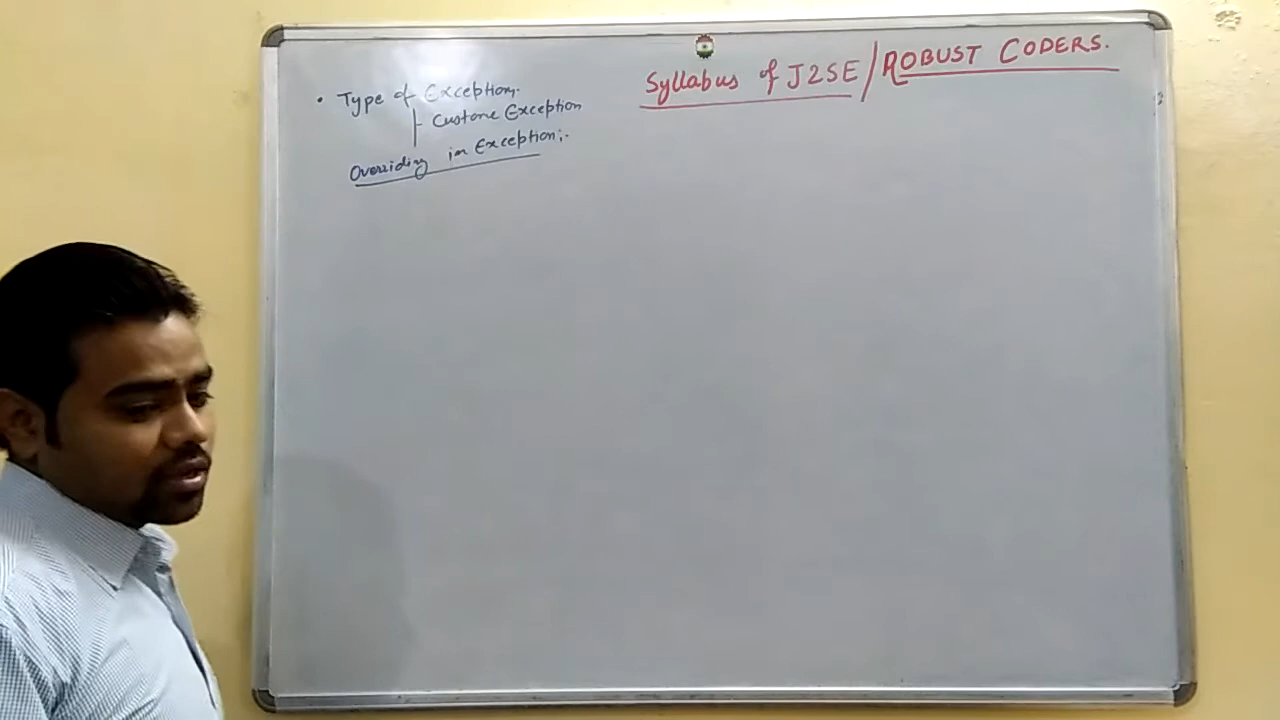 Syllabus of J2SE / ROBUST CODERS.
• Type of Exception.
Custome Exception
Overriding in Exception;.